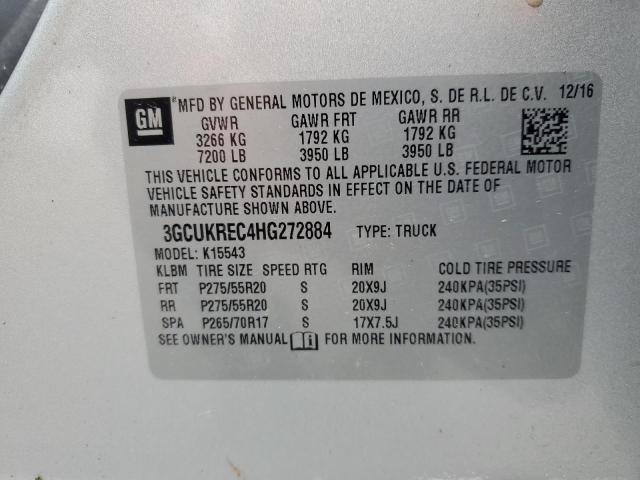 GM
®MFD BY GENERAL MOTORS DE MEXICO, S. DE R.L. DE C.V. 12/16
GVWR GAWR FRT GAWR RR
3266 KG 1792 KG 1792 KG
7200 LB 3950 LB 3950 LB
THIS VEHICLE CONFORMS TO ALL APPLICABLE U.S. FEDERAL MOTOR
VEHICLE SAFETY STANDARDS IN EFFECT ON THE DATE OF
MANUFACTURE SHOWN ABOVE.
3GCUKREC4HG272884 TYPE: TRUCK
MODEL: K15543
KLBM TIRE SIZE SPEED RTG RIM COLD TIRE PRESSURE
FRT P275/55R20 S 20X9J 240KPA(35PSI)
RR P275/55R20 S 20X9J 240KPA(35PSI)
SPA P265/70R17 S 17X7.5J 240KPA(35PSI)
SEE OWNER'S MANUAL i FOR MORE INFORMATION.